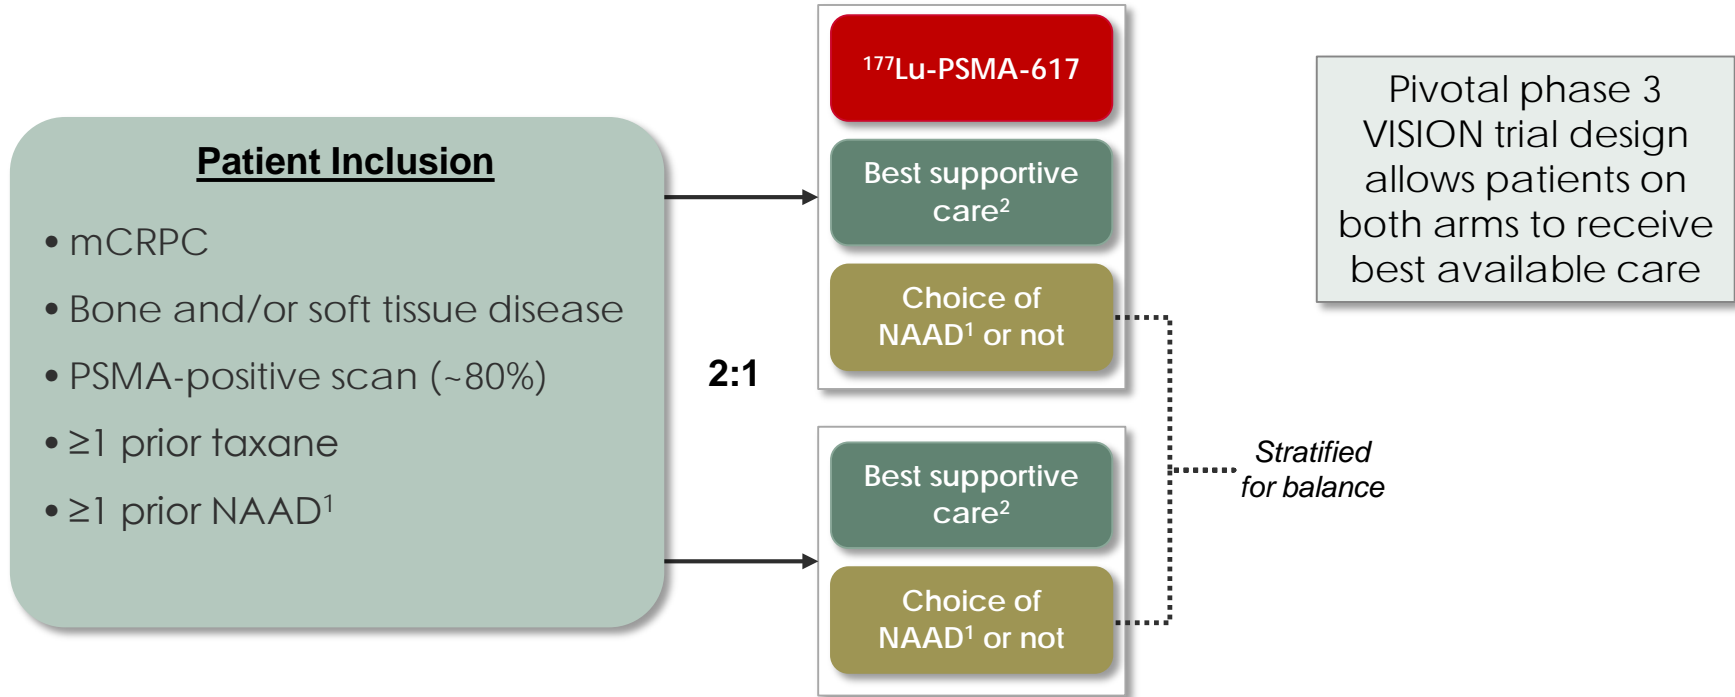 Patient Inclusion
• mCRPC
• Bone and/or soft tissue disease
• PSMA-positive scan (~80%)
• ≥1 prior taxane
• ≥1 prior NAAD¹
2:1
¹⁷⁷Lu-PSMA-617
Best supportive
care²
Choice of
NAAD¹ or not
Best supportive
care²
Choice of
NAAD¹ or not
Stratified
for balance
Pivotal phase 3
VISION trial design
allows patients on
both arms to receive
best available care